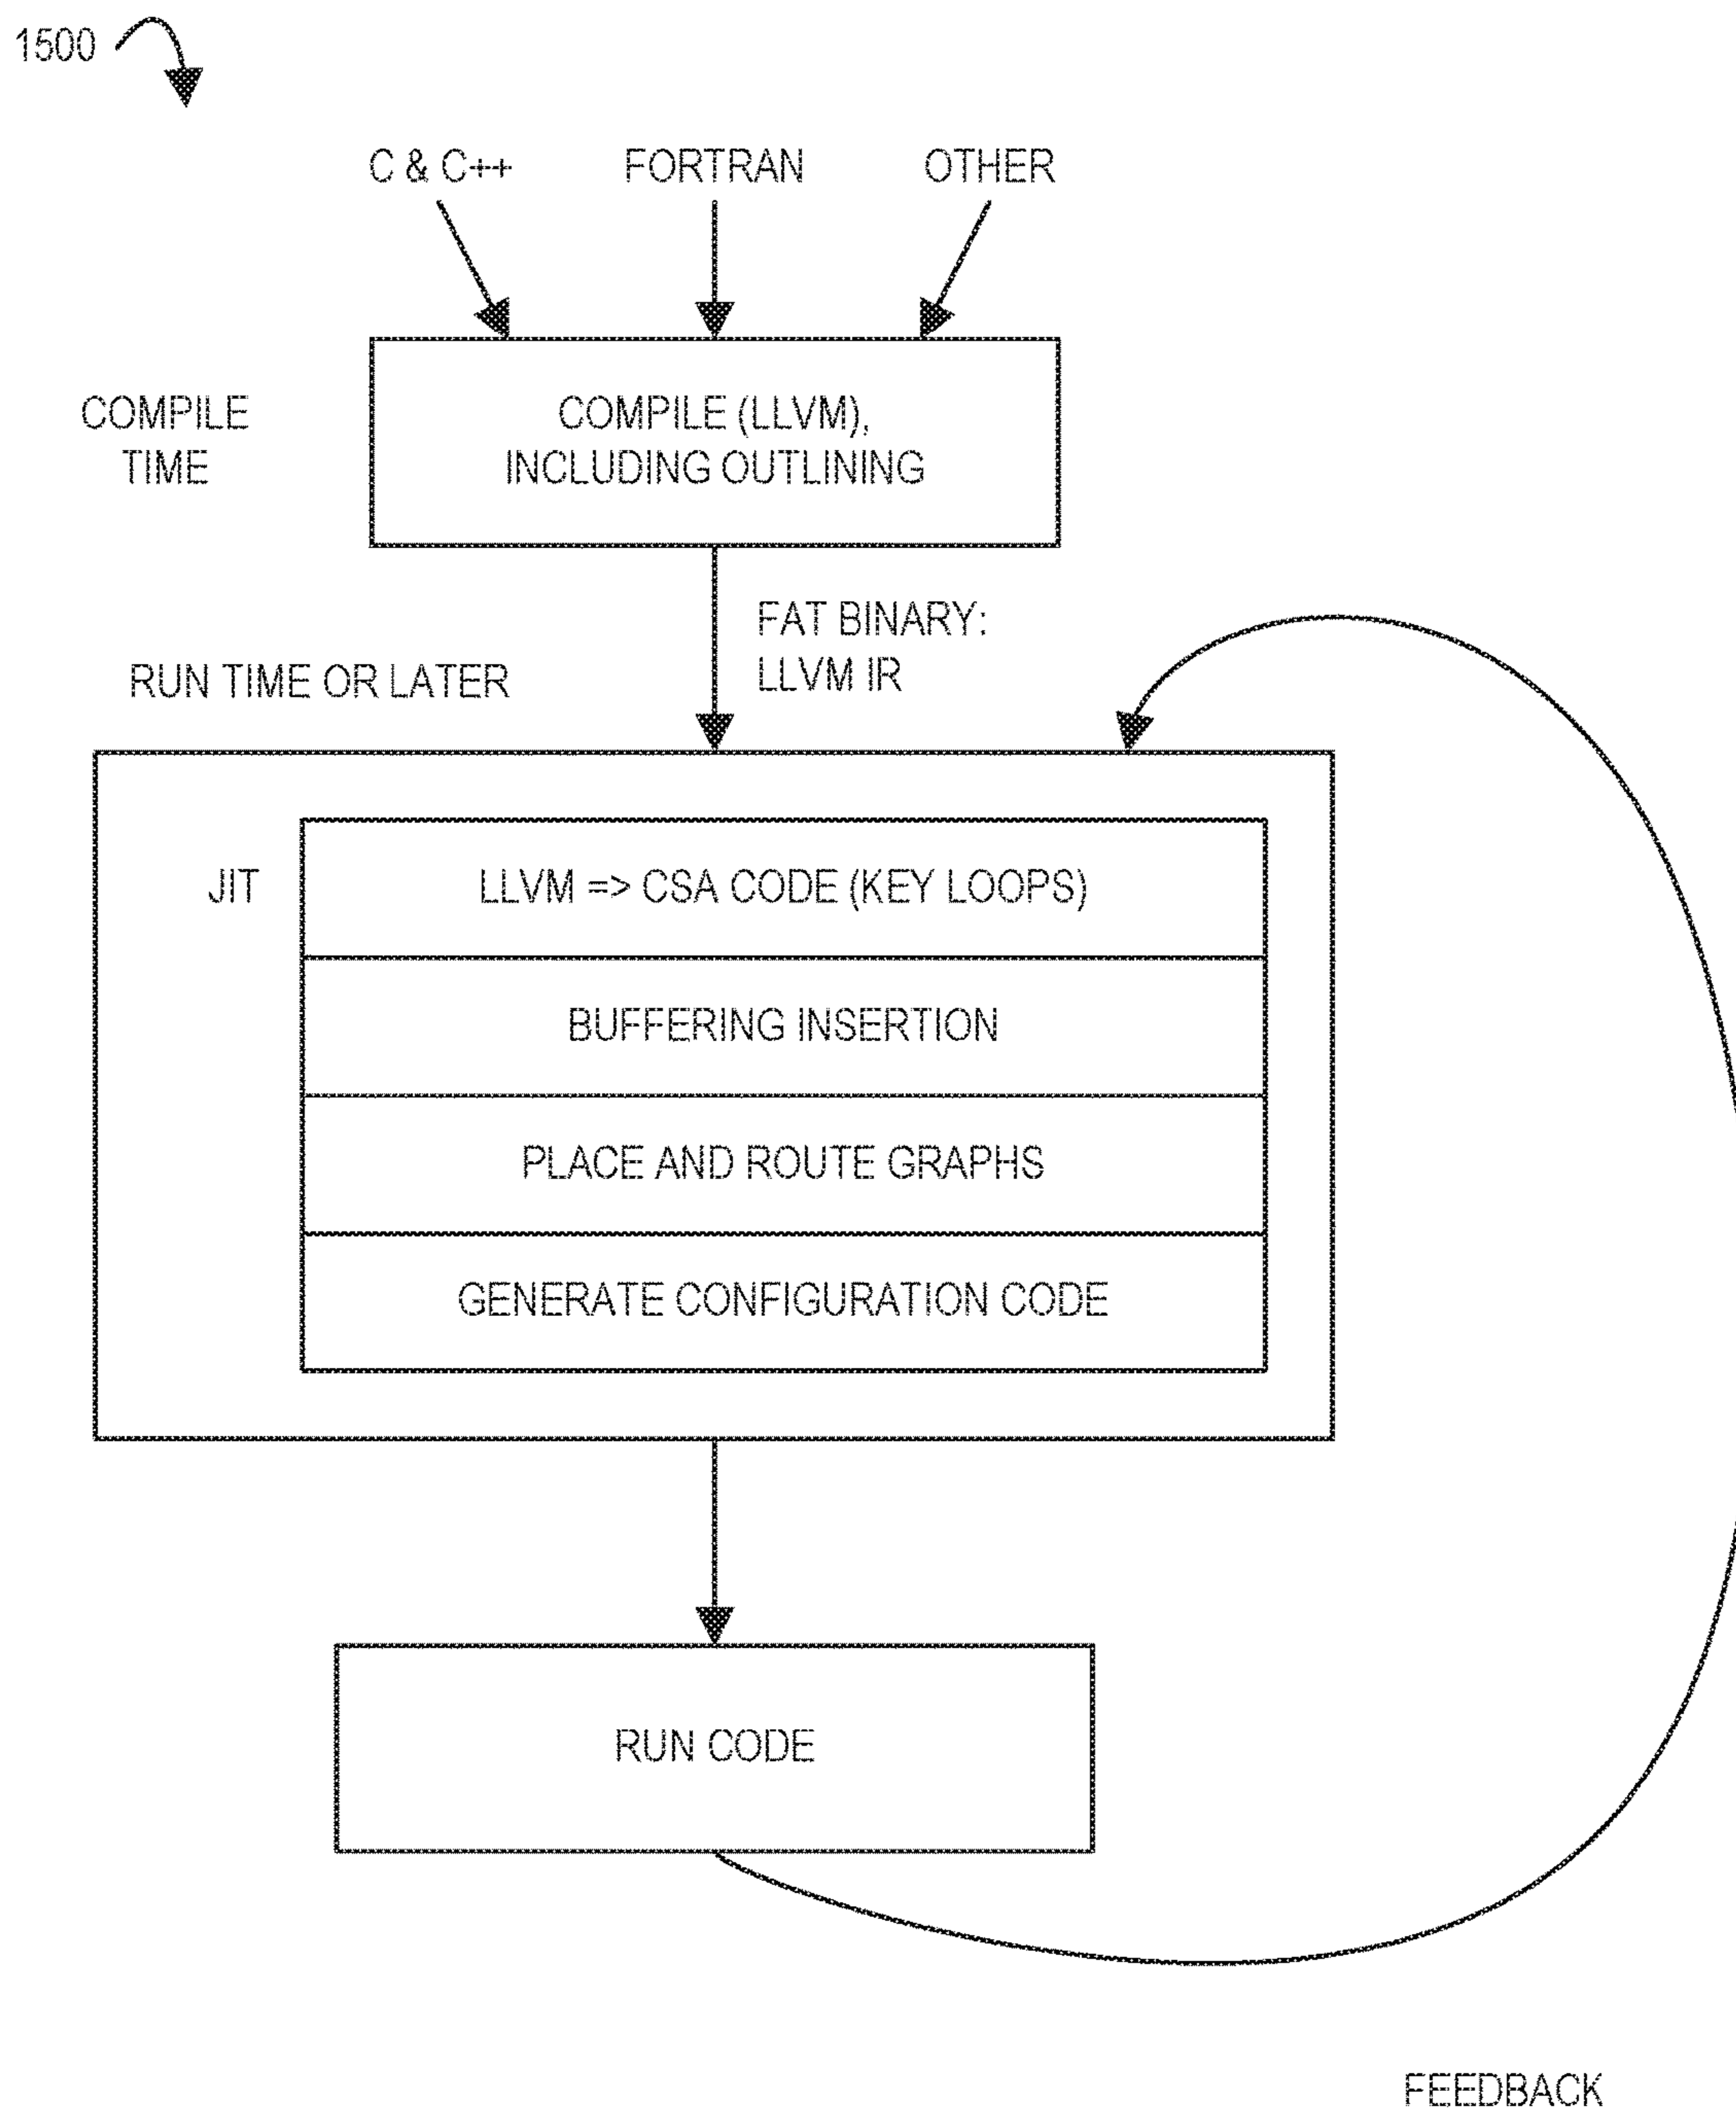 1500
C & C++
FORTRAN
OTHER
COMPILE
TIME
COMPILE (LLVM),
INCLUDING OUTLINING
FAT BINARY:
LLVM IR
RUN TIME OR LATER
JIT
LLVM => CSA CODE (KEY LOOPS)
BUFFERING INSERTION
PLACE AND ROUTE GRAPHS
GENERATE CONFIGURATION CODE
RUN CODE
FEEDBACK